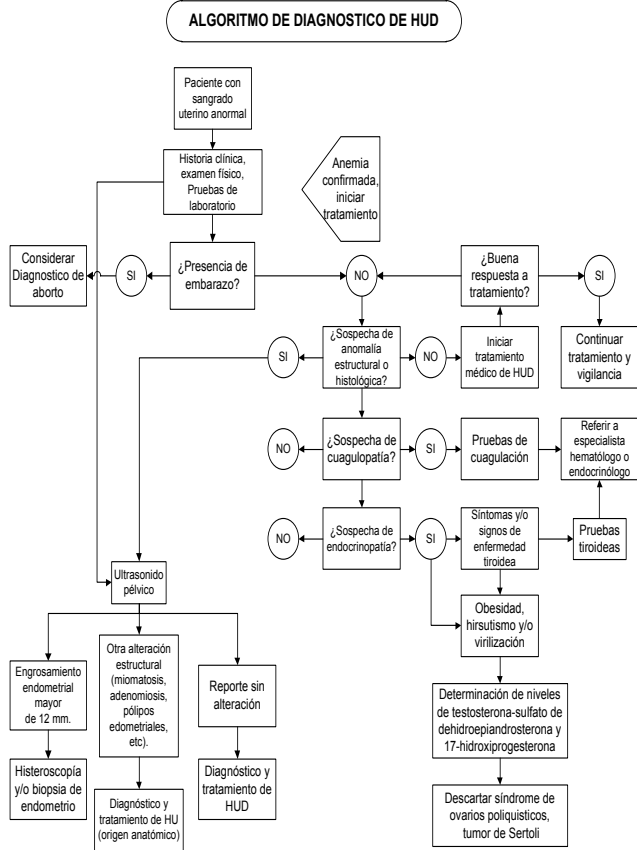 ALGORITMO DE DIAGNOSTICO DE HUD
Paciente con
sangrado
uterino anormal
Historia clínica,
examen físico,
Pruebas de
laboratorio
Anemia
confirmada,
iniciar
tratamiento
Considerar
Diagnostico de
aborto
SI
¿Presencia de
embarazo?
NO
¿Buena
respuesta a
tratamiento?
SI
SI
¿Sospecha de
anomalía
estructural o
histológica?
NO
Iniciar
tratamiento
médico de HUD
Continuar
tratamiento y
vigilancia
NO
¿Sospecha de
cuagulopatía?
SI
Pruebas de
cuagulación
Referir a
especialista
hematólogo o
endocrinólogo
NO
¿Sospecha de
endocrinopatía?
SI
Síntomas y/o
signos de
enfermedad
tiroidea
Pruebas
tiroideas
Ultrasonido
pélvico
Obesidad,
hirsutismo y/o
virilización
Engrosamiento
endometrial
mayor
de 12 mm.
Otra alteración
estructural
(miomatosis,
adenomiosis,
pólipos
edometriales,
etc).
Reporte sin
alteración
Determinación de niveles
de testosterona-sulfato de
dehidroepiandrosterona y
17-hidroxiprogesterona
Histeroscopía
y/o biopsia de
endometrio
Diagnóstico y
tratamiento de HU
(origen anatómico)
Diagnóstico y
tratamiento de
HUD
Descartar síndrome de
ovarios poliquisticos,
tumor de Sertoli